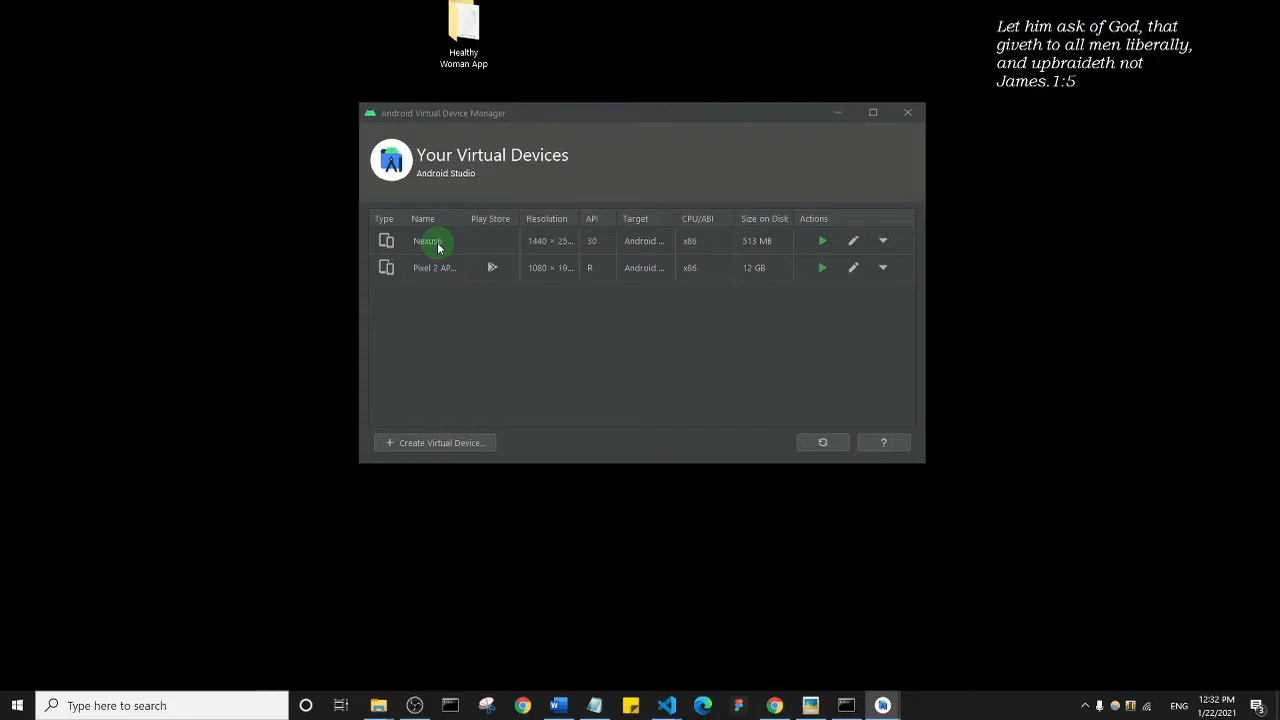 Healthy
Woman App
Let him ask of God, that
giveth to all men liberally,
and upbraideth not
James.1:5
Android Virtual Device Manager
Your Virtual Devices
Android Studio
Type Name Play Store Resolution API Target CPU/ABI Size on Disk Actions
Nexus6 1440 × 25... 30 Android ... x86 513 MB
Pixel 2 AP... 1080 × 19... R Android ... x86 12 GB
+ Create Virtual Device...
?
Type here to search
ENG
12:32 PM
1/22/2021
2